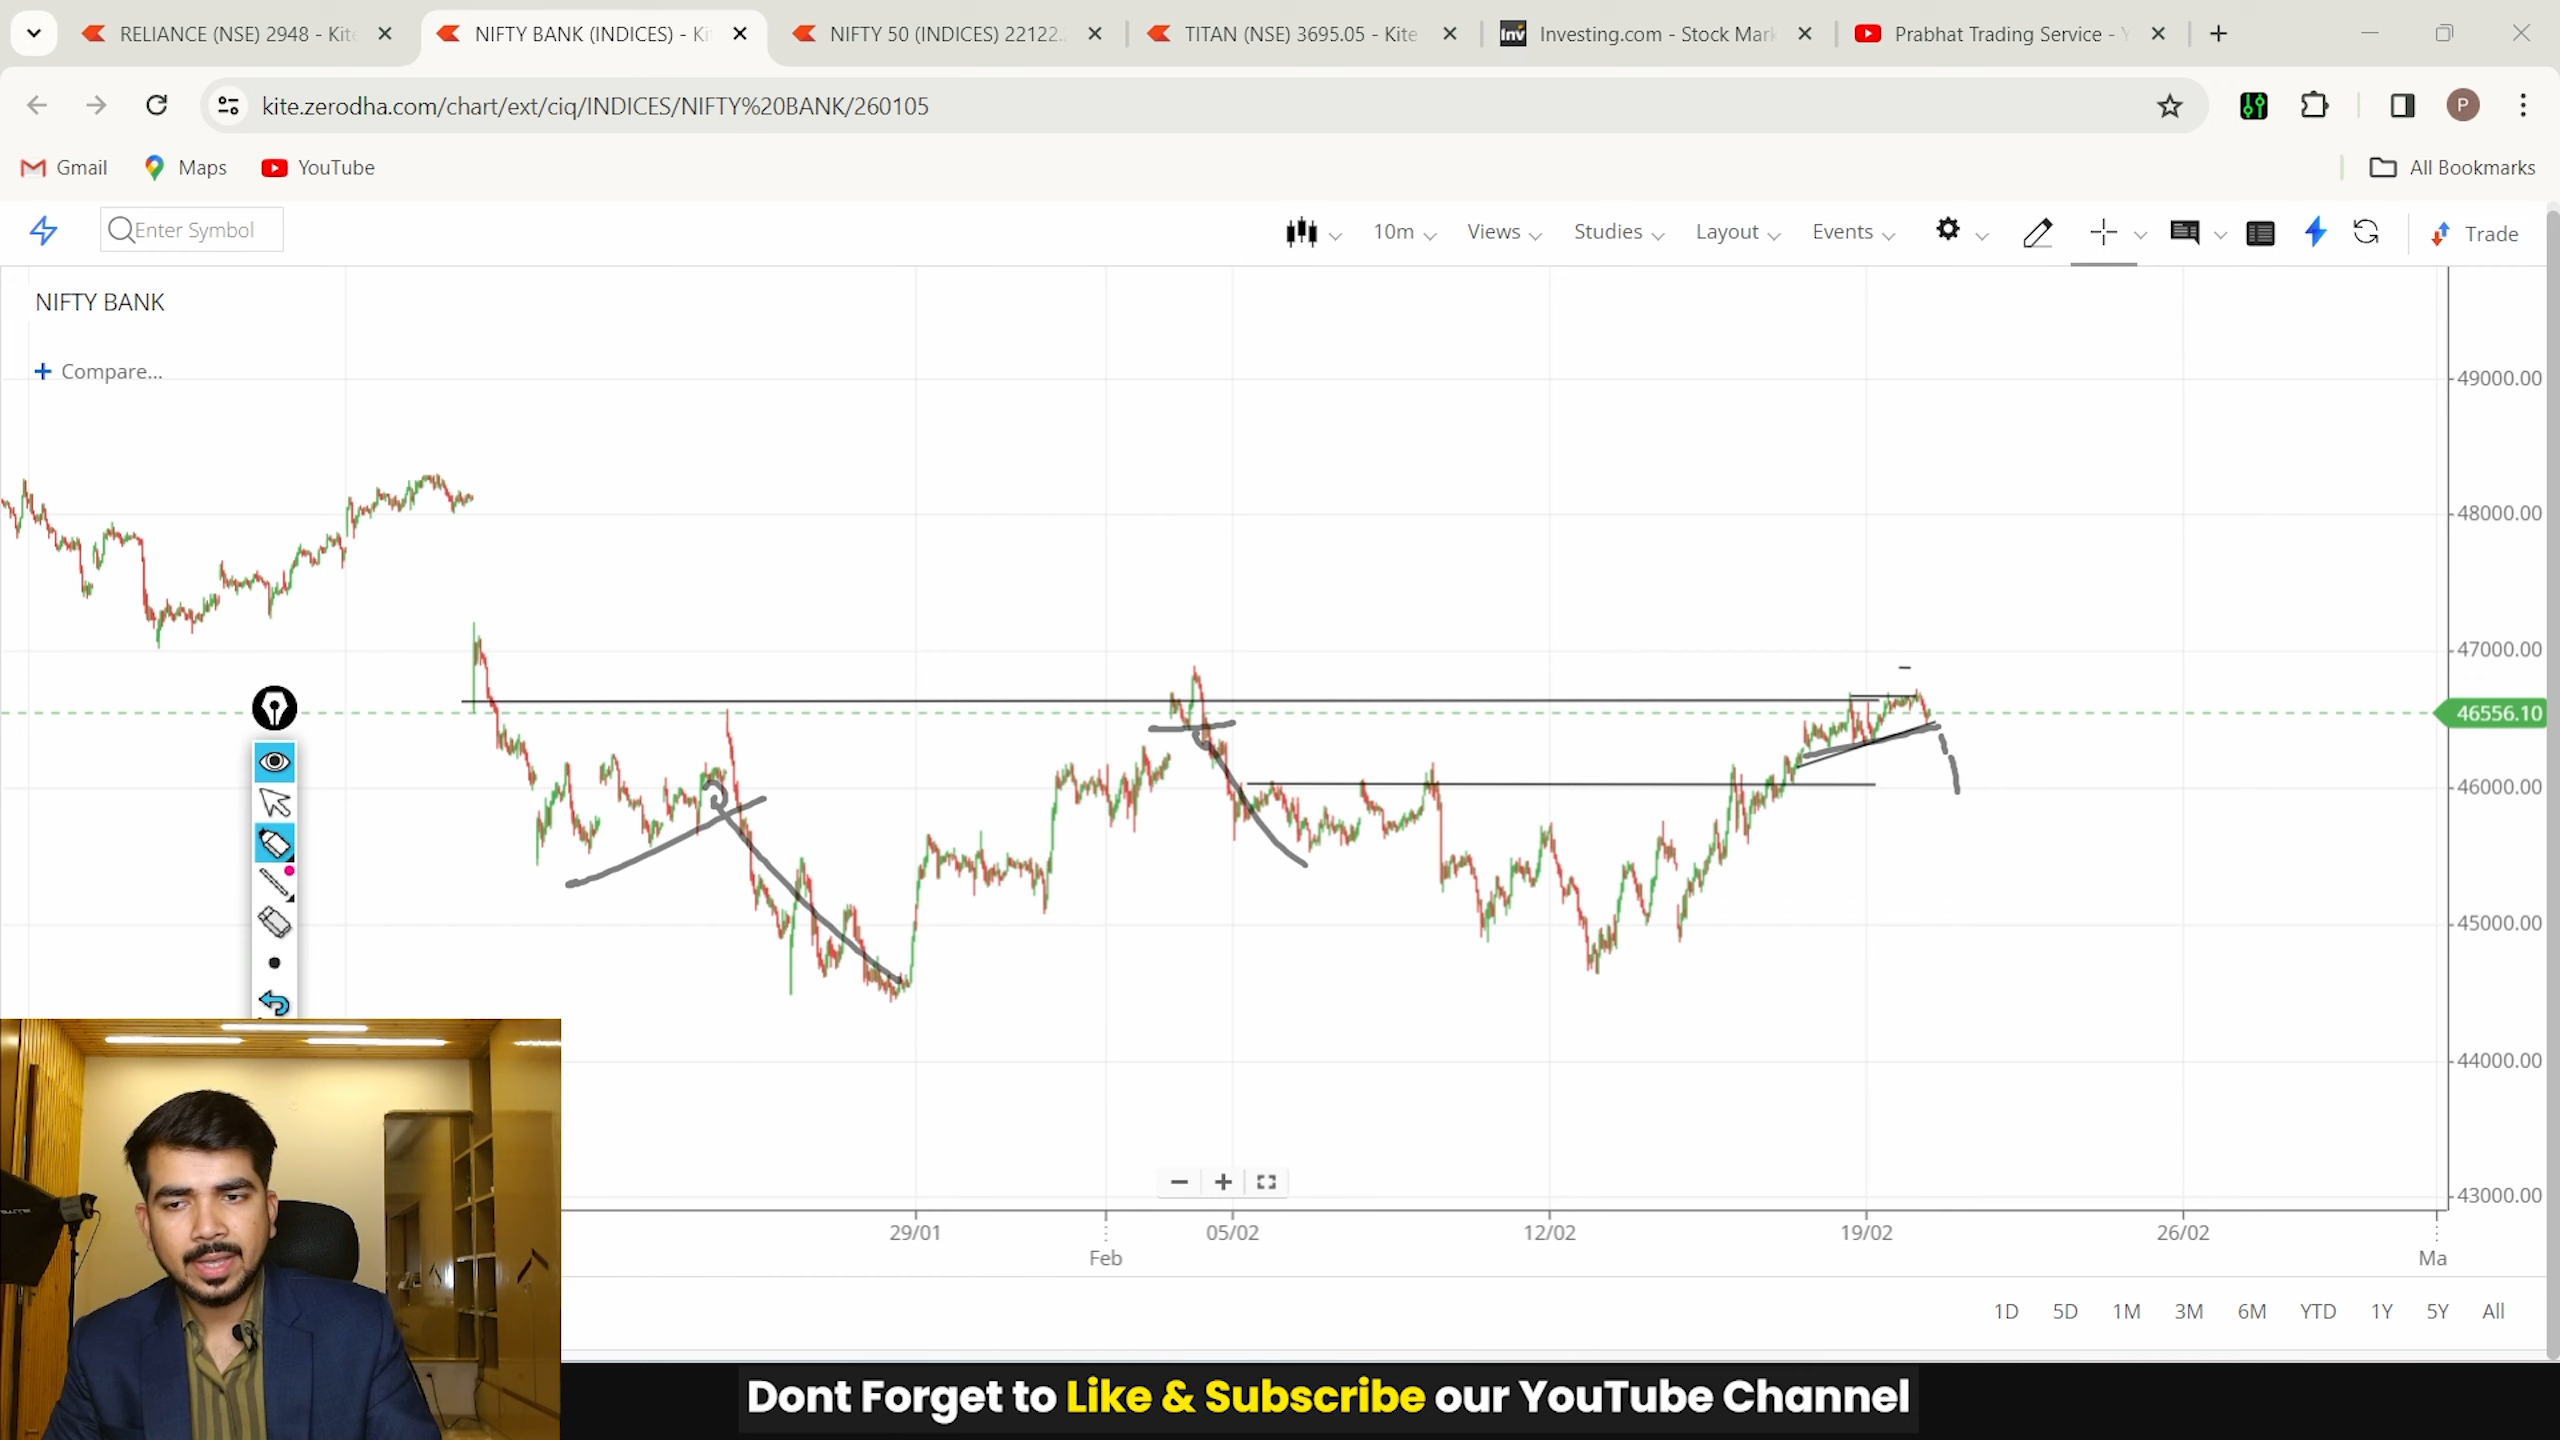 RELIANCE (NSE) 2948 - Kite
NIFTY BANK (INDICES) - Ki
NIFTY 50 (INDICES) 22122.
TITAN (NSE) 3695.05 - Kite
Investing.com - Stock Mar
Prabhat Trading Service - Y
kite.zerodha.com/chart/ext/ciq/INDICES/NIFTY%20BANK/260105
P
Gmail
Maps
YouTube
All Bookmarks
Enter Symbol
10m
Views
Studies
Layout
Events
Trade
NIFTY BANK
Compare...
49000.00
48000.00
47000.00
46556.10
46000.00
45000.00
44000.00
43000.00
29/01
Feb
05/02
12/02
19/02
26/02
Ma
1D
5D
1M
3M
6M
YTD
1Y
5Y
All
Dont Forget to Like & Subscribe our YouTube Channel